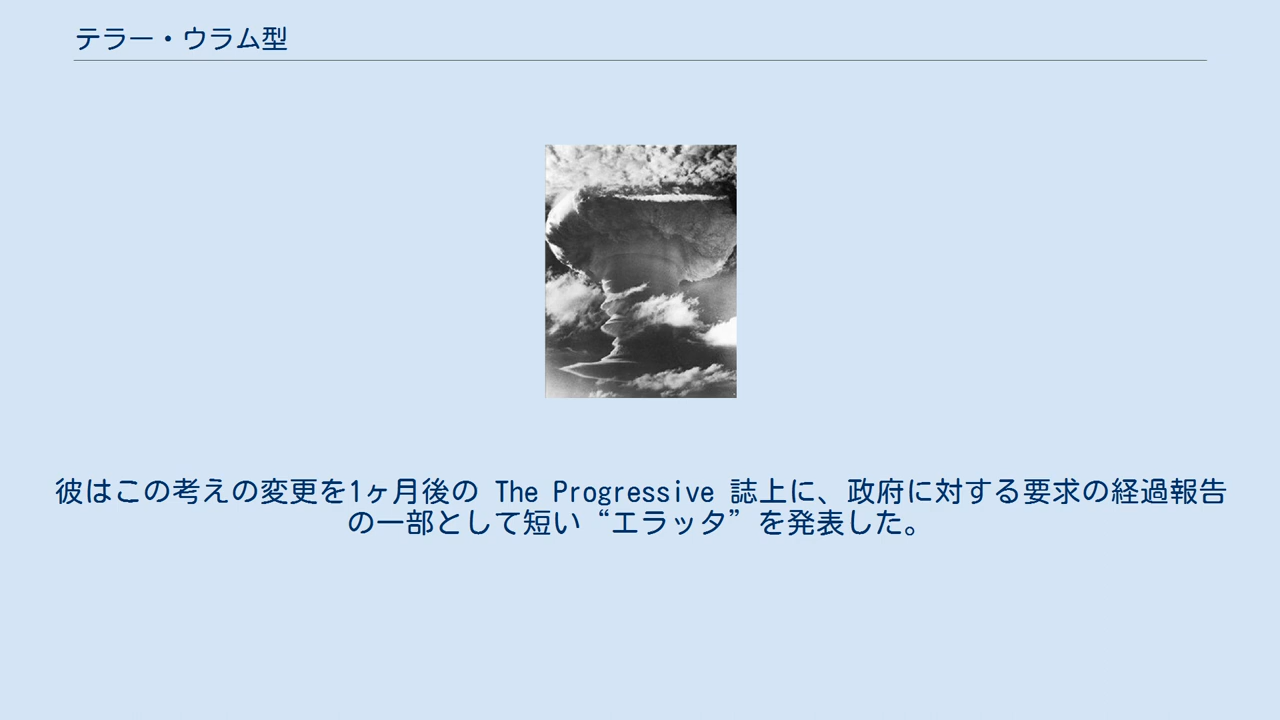 テラー・ウラム型
彼はこの考えの変更を1ヶ月後の The Progressive 誌上に、政府に対する要求の経過報告
の一部として短い“エラッタ”を発表した。